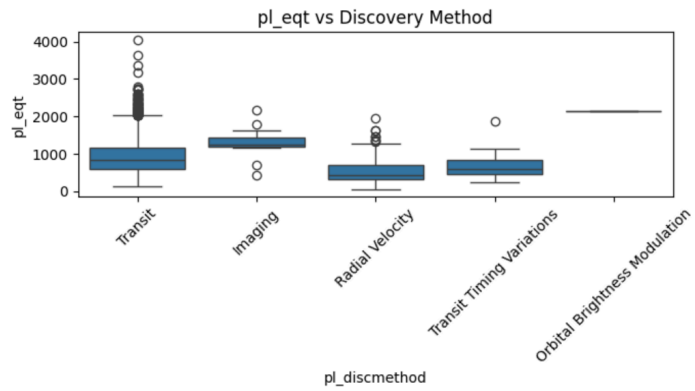 pl_eqt vs Discovery Method
4000
3000
2000
1000
0
pl_eqt
Transit
Imaging
Radial Velocity
Transit Timing Variations
Orbital Brightness Modulation
pl_discmethod